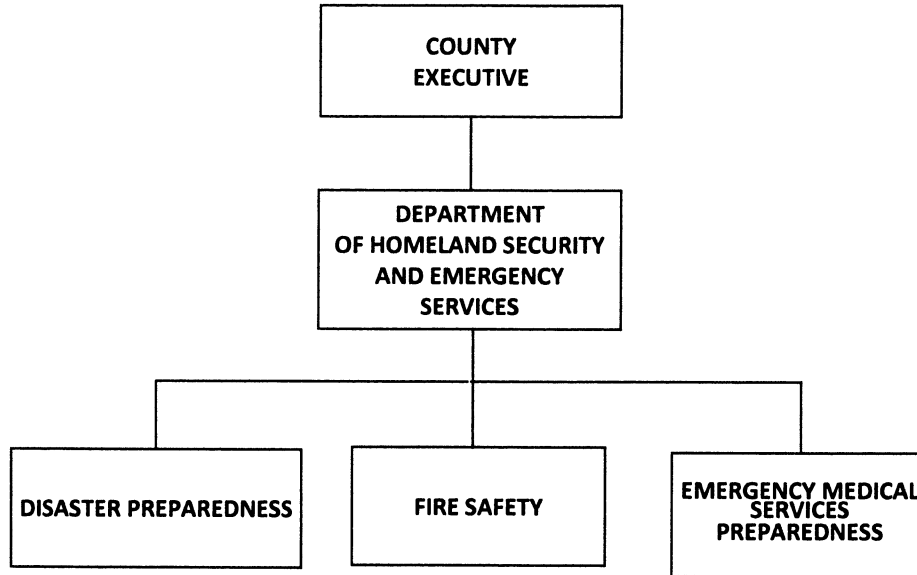 COUNTY
EXECUTIVE
DEPARTMENT
OF HOMELAND SECURITY
AND EMERGENCY
SERVICES
DISASTER PREPAREDNESS
FIRE SAFETY
EMERGENCY MEDICAL
SERVICES
PREPAREDNESS